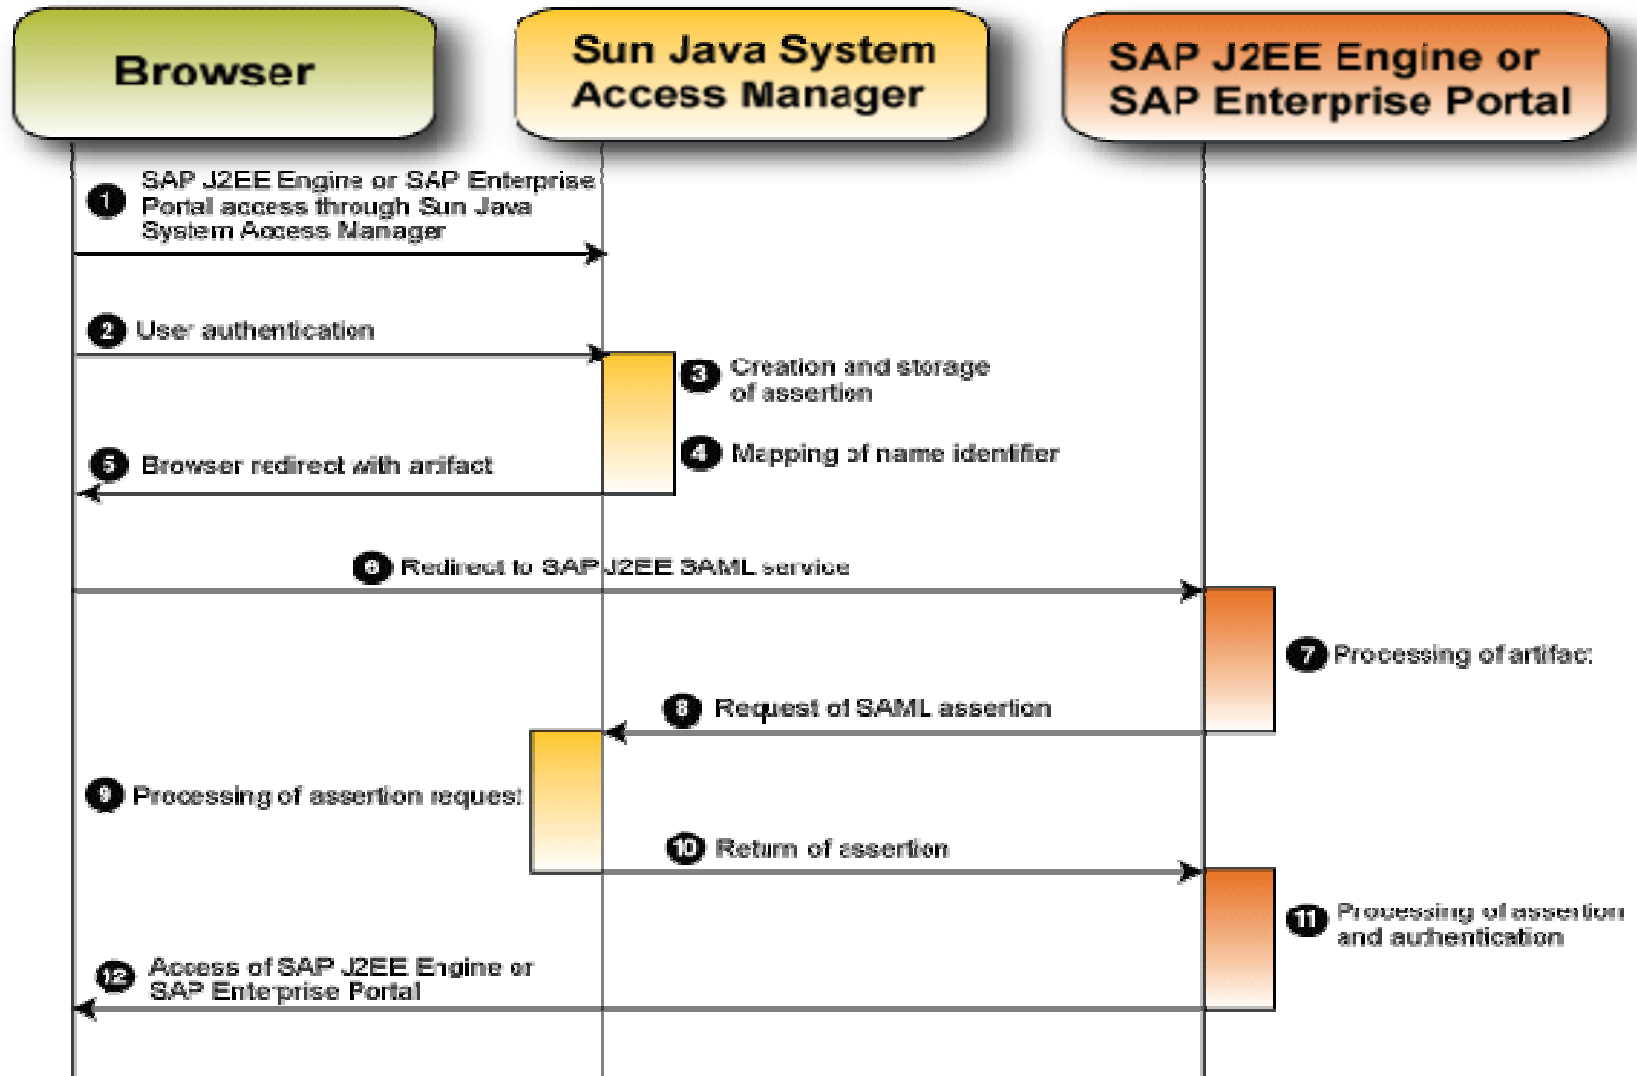 Browser
Sun Java System
Access Manager
SAP J2EE Engine or
SAP Enterprise Portal
1 SAP J2EE Engine or SAP Enterprise
Portal access through Sun Java
System Access Manager
2 User authentication
3 Creation and storage
of assertion
4 Mapping of name identifier
5 Browser redirect with artifact
6 Redirect to SAP J2EE SAML service
7 Processing of artifact
8 Request of SAML assertion
9 Processing of assertion request
10 Return of assertion
11 Processing of assertion
and authentication
12 Access of SAP J2EE Engine or
SAP Enterprise Portal